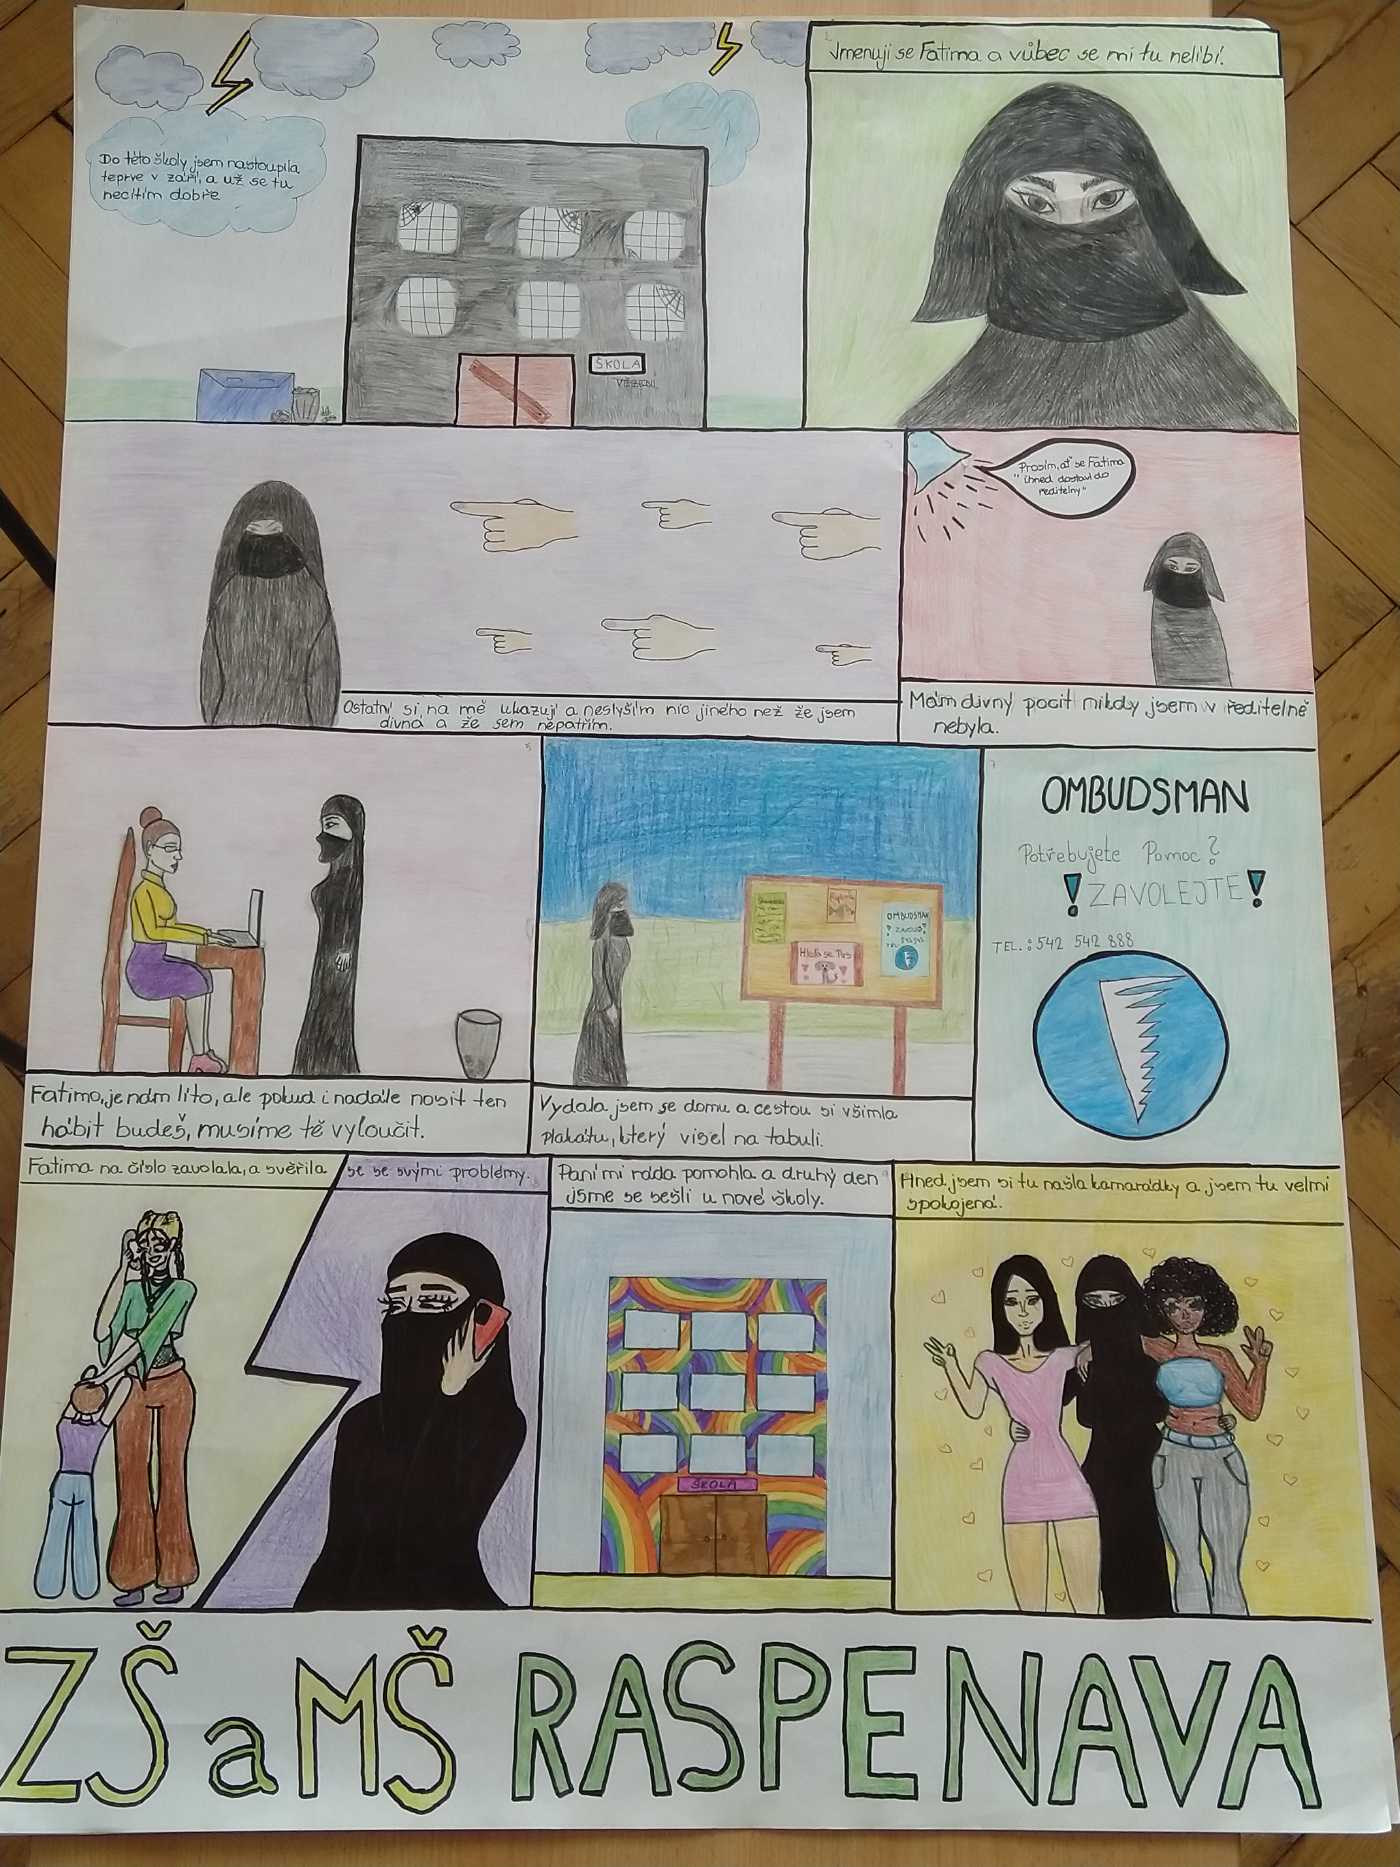 Do této školy jsem nastoupila
teprve v září, a už se tu
necítím dobře
ŠKOLA
Jmenuji se Fatima a vůbec se mi tu nelíbí.
Ostatní si na mě ukazují a neslyším nic jiného než že jsem
divná a že sem nepatřím.
Prosím, ať se Fatima
"ihned dostaví do
ředitelny"
Mám divný pocit nikdy jsem v ředitelně
nebyla.
Fatimo, je nám líto, ale pokud i nadále nosit ten
hábit budeš, musíme tě vyloučit.
OMBUDSMAN
Hledá se Pes
Vydala jsem se domu a cestou si všimla
plakátu, který visel na tabuli.
OMBUDSMAN
Potřebujete Pomoc?
!ZAVOLEJTE!
TEL.: 542 542 888
Fatima na číslo zavolala, a svěřila
se se svými problémy.
Paní mi ráda pomohla a druhý den
jsme se sešli u nové školy.
ŠKOLA
Hned jsem si tu našla kamarádky a jsem tu velmi
spokojená.
ZŠ a MŠ RASPENAVA